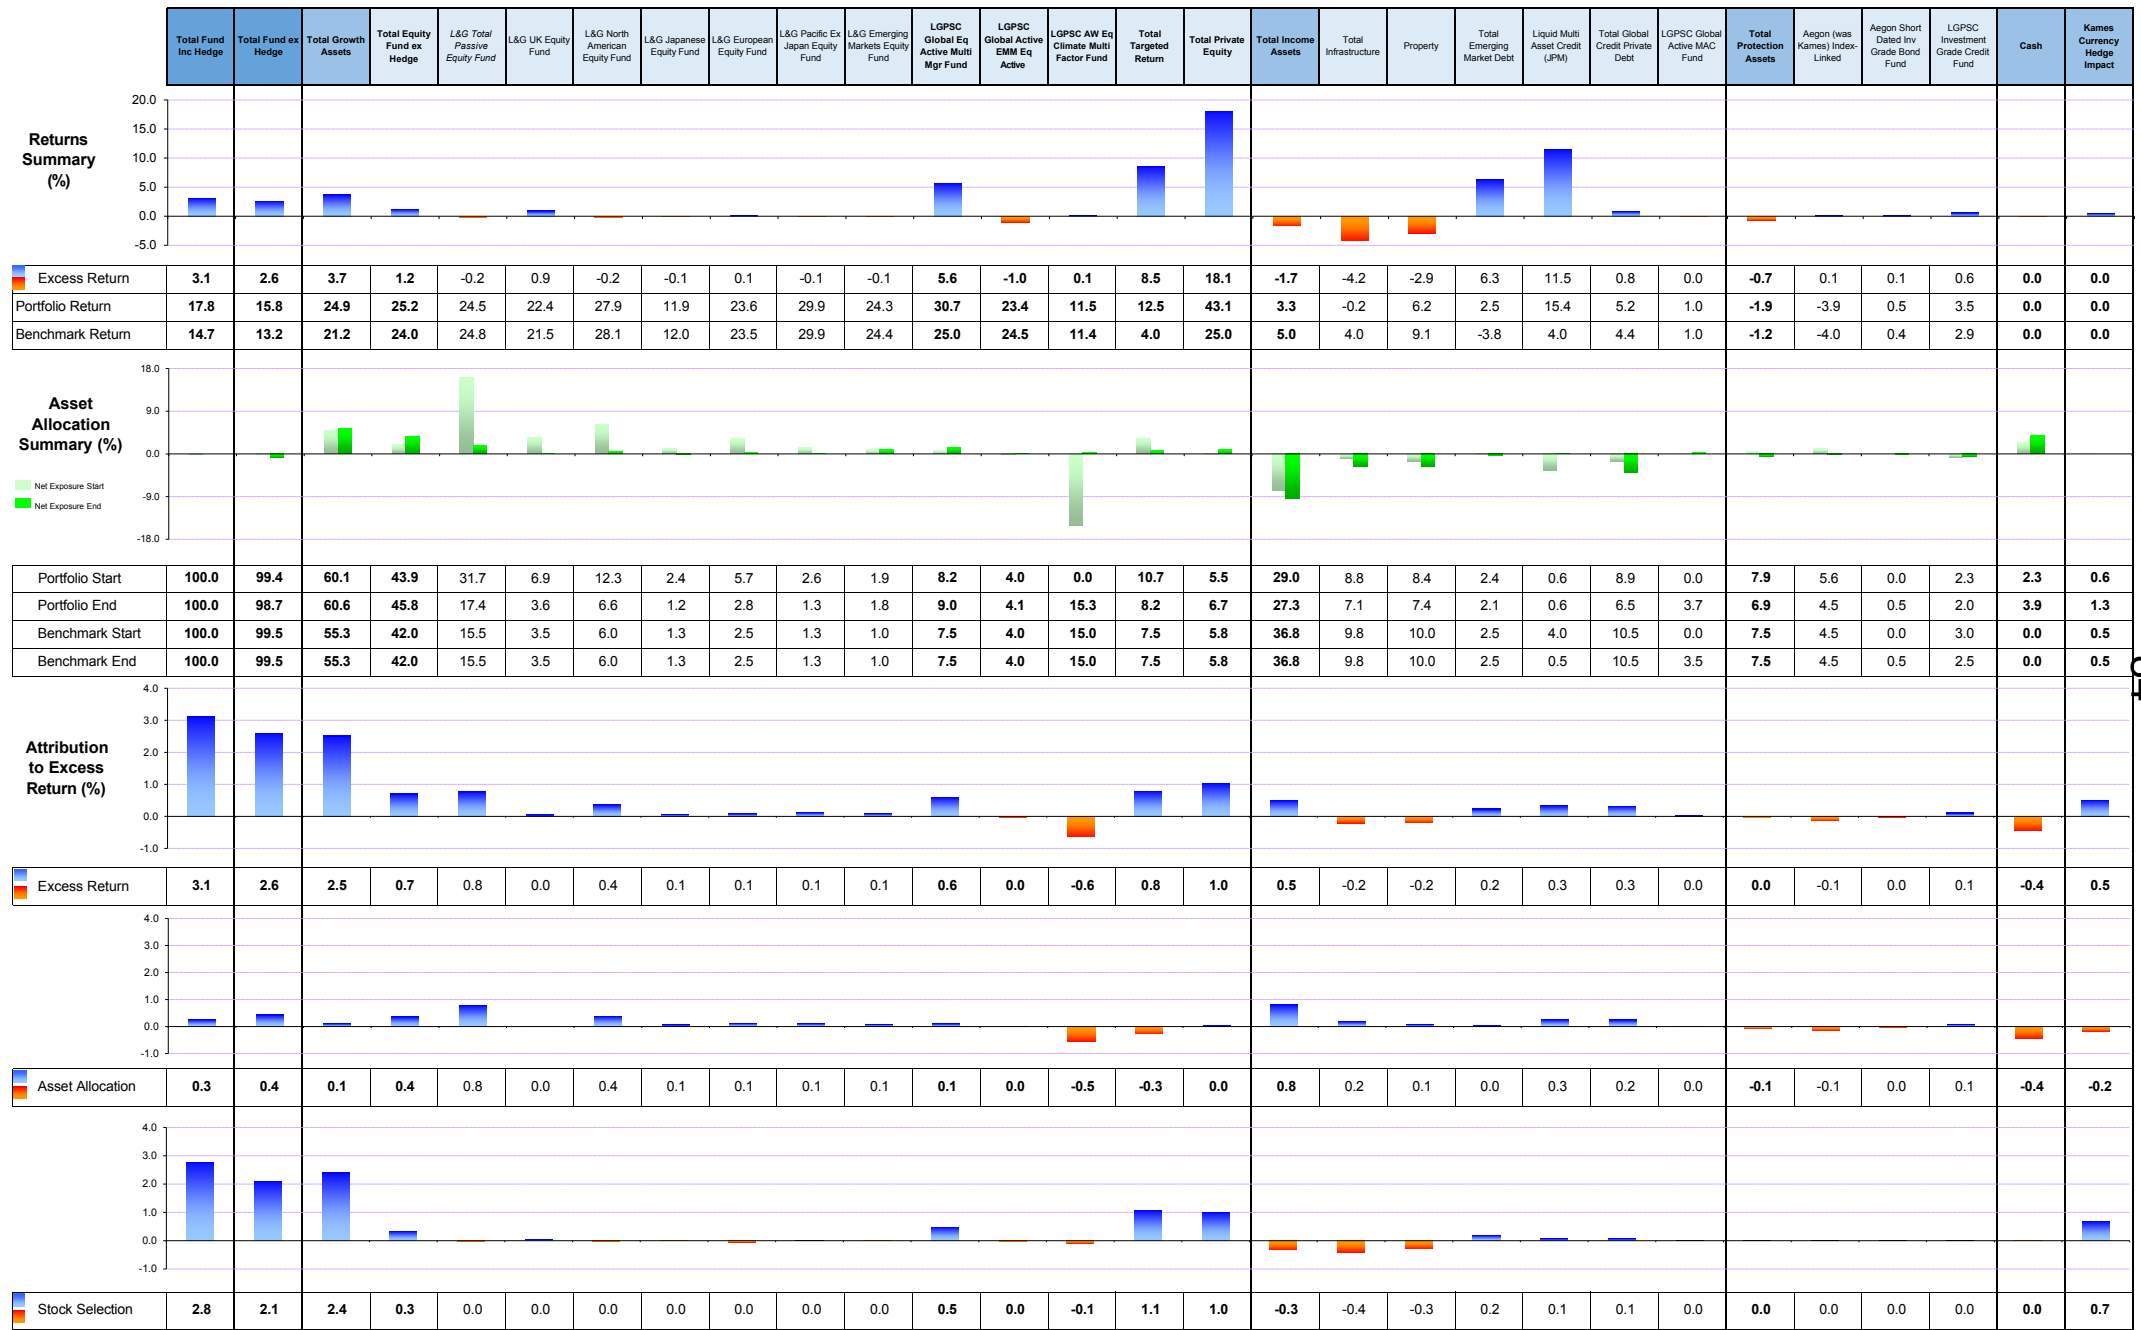 Total Fund Inc Hedge | Total Fund ex Hedge | Total Growth Assets | Total Equity Fund ex Hedge | L&G Total Passive Equity Fund | L&G UK Equity Fund | L&G North American Equity Fund | L&G Japanese Equity Fund | L&G European Equity Fund | L&G Pacific Ex Japan Equity Fund | L&G Emerging Markets Equity Fund | LGPSC Global Eq Active Multi Mgr Fund | LGPSC Global Active EMM Eq Active | LGPSC AW Eq Climate Multi Factor Fund | Total Targeted Return | Total Private Equity | Total Income Assets | Total Infrastructure | Property | Total Emerging Market Debt | Liquid Multi Asset Credit (JPM) | Total Global Credit Private Debt | LGPSC Global Active MAC Fund | Total Protection Assets | Aegon (was Kames) Index-Linked | Aegon Short Dated Inv Grade Bond Fund | LGPSC Investment Grade Credit Fund | Cash | Kames Currency Hedge Impact
Returns
Summary
(%)
20.0
15.0
10.0
5.0
0.0
-5.0
Excess Return 3.1 2.6 3.7 1.2 -0.2 0.9 -0.2 -0.1 0.1 -0.1 -0.1 5.6 -1.0 0.1 8.5 18.1 -1.7 -4.2 -2.9 6.3 11.5 0.8 0.0 -0.7 0.1 0.1 0.6 0.0 0.0
Portfolio Return 17.8 15.8 24.9 25.2 24.5 22.4 27.9 11.9 23.6 29.9 24.3 30.7 23.4 11.5 12.5 43.1 3.3 -0.2 6.2 2.5 15.4 5.2 1.0 -1.9 -3.9 0.5 3.5 0.0 0.0
Benchmark Return 14.7 13.2 21.2 24.0 24.8 21.5 28.1 12.0 23.5 29.9 24.4 25.0 24.5 11.4 4.0 25.0 5.0 4.0 9.1 -3.8 4.0 4.4 1.0 -1.2 -4.0 0.4 2.9 0.0 0.0
Asset
Allocation
Summary (%)
Net Exposure Start
Net Exposure End
18.0
9.0
0.0
-9.0
-18.0
Portfolio Start 100.0 99.4 60.1 43.9 31.7 6.9 12.3 2.4 5.7 2.6 1.9 8.2 4.0 0.0 10.7 5.5 29.0 8.8 8.4 2.4 0.6 8.9 0.0 7.9 5.6 0.0 2.3 2.3 0.6
Portfolio End 100.0 98.7 60.6 45.8 17.4 3.6 6.6 1.2 2.8 1.3 1.8 9.0 4.1 15.3 8.2 6.7 27.3 7.1 7.4 2.1 0.6 6.5 3.7 6.9 4.5 0.5 2.0 3.9 1.3
Benchmark Start 100.0 99.5 55.3 42.0 15.5 3.5 6.0 1.3 2.5 1.3 1.0 7.5 4.0 15.0 7.5 5.8 36.8 9.8 10.0 2.5 4.0 10.5 0.0 7.5 4.5 0.0 3.0 0.0 0.5
Benchmark End 100.0 99.5 55.3 42.0 15.5 3.5 6.0 1.3 2.5 1.3 1.0 7.5 4.0 15.0 7.5 5.8 36.8 9.8 10.0 2.5 0.5 10.5 3.5 7.5 4.5 0.5 2.5 0.0 0.5
Attribution
to Excess
Return (%)
4.0
3.0
2.0
1.0
0.0
-1.0
Excess Return 3.1 2.6 2.5 0.7 0.8 0.0 0.4 0.1 0.1 0.1 0.1 0.6 0.0 -0.6 0.8 1.0 0.5 -0.2 -0.2 0.2 0.3 0.3 0.0 0.0 -0.1 0.0 0.1 -0.4 0.5
4.0
3.0
2.0
1.0
0.0
-1.0
Asset Allocation 0.3 0.4 0.1 0.4 0.8 0.0 0.4 0.1 0.1 0.1 0.1 0.1 0.0 -0.5 -0.3 0.0 0.8 0.2 0.1 0.0 0.3 0.2 0.0 -0.1 -0.1 0.0 0.1 -0.4 -0.2
4.0
3.0
2.0
1.0
0.0
-1.0
Stock Selection 2.8 2.1 2.4 0.3 0.0 0.0 0.0 0.0 0.0 0.0 0.0 0.5 0.0 -0.1 1.1 1.0 -0.3 -0.4 -0.3 0.2 0.1 0.1 0.0 0.0 0.0 0.0 0.0 0.0 0.7